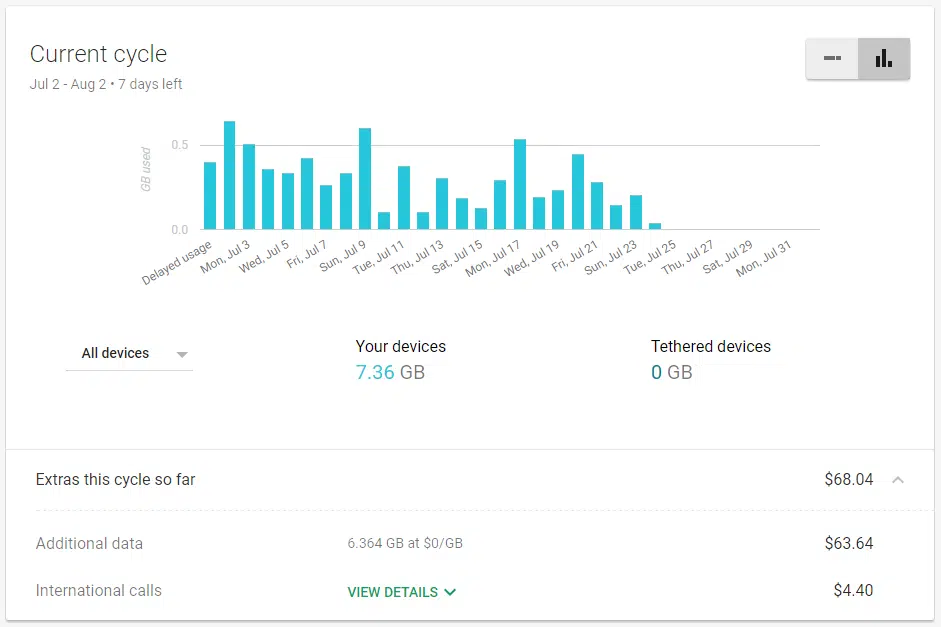 Current cycle
Jul 2 - Aug 2 • 7 days left
GB used
0.5
0.0
Delayed usage
Mon, Jul 3
Wed, Jul 5
Fri, Jul 7
Sun, Jul 9
Tue, Jul 11
Thu, Jul 13
Sat, Jul 15
Mon, Jul 17
Wed, Jul 19
Fri, Jul 21
Sun, Jul 23
Tue, Jul 25
Thu, Jul 27
Sat, Jul 29
Mon, Jul 31
All devices
Your devices
7.36 GB
Tethered devices
0 GB
Extras this cycle so far $68.04
Additional data 6.364 GB at $0/GB $63.64
International calls VIEW DETAILS $4.40